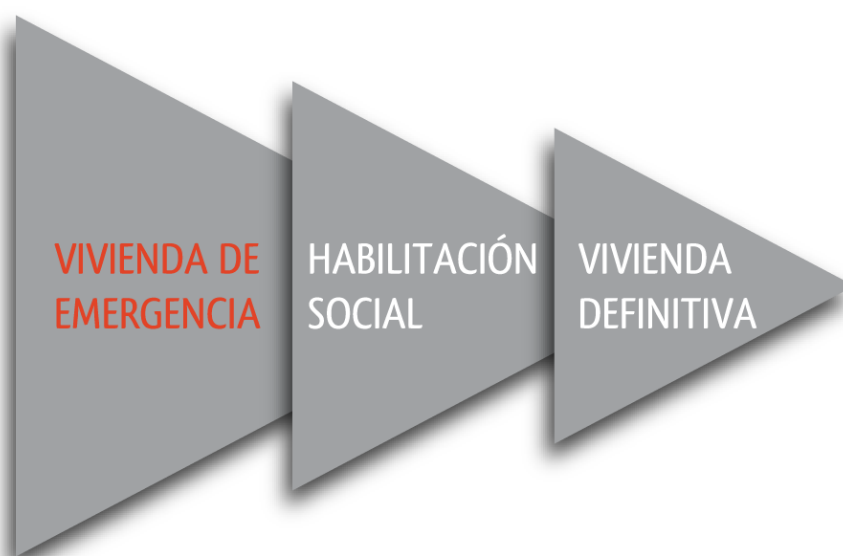 VIVIENDA DE
EMERGENCIA
HABILITACIÓN
SOCIAL
VIVIENDA
DEFINITIVA